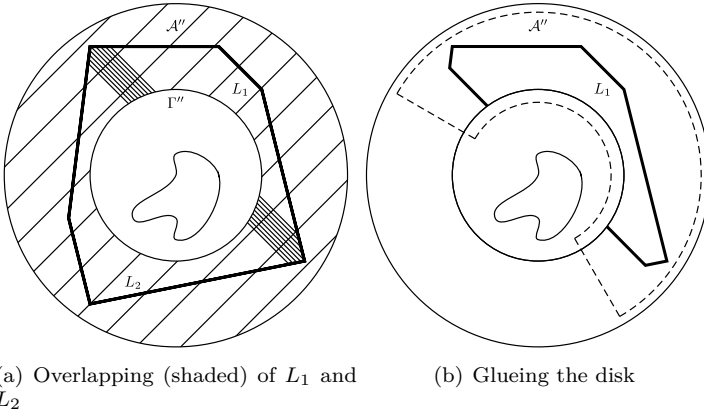 𝒜″
L₁
Γ″
L₂
𝒜″
L₁
a) Overlapping (shaded) of L₁ and
L₂
(b) Glueing the disk